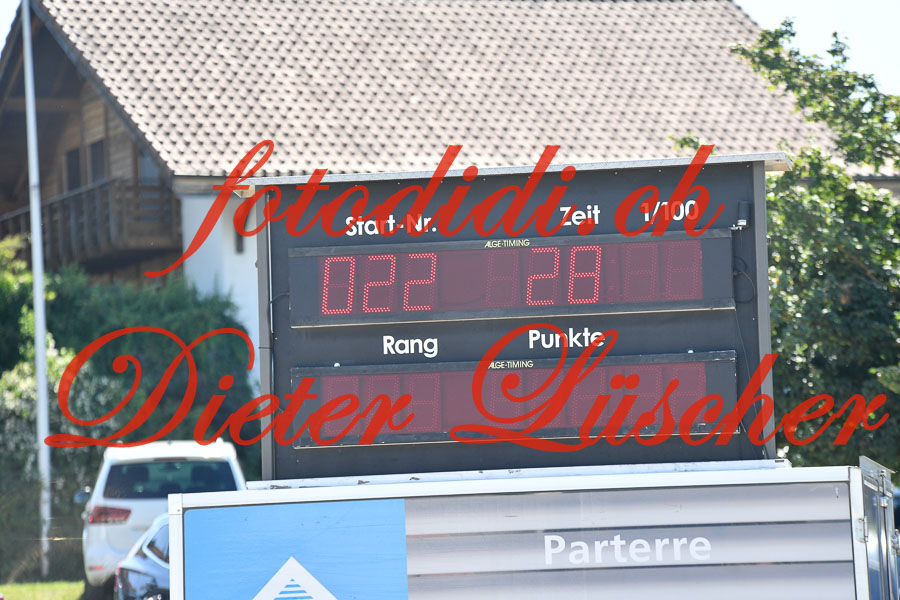 fotodidi.ch
Start-Nr. Zeit 1/100
ALGE-TIMING
022 28
Rang Punkte
ALGE-TIMING
Dieter Lüscher
Parterre